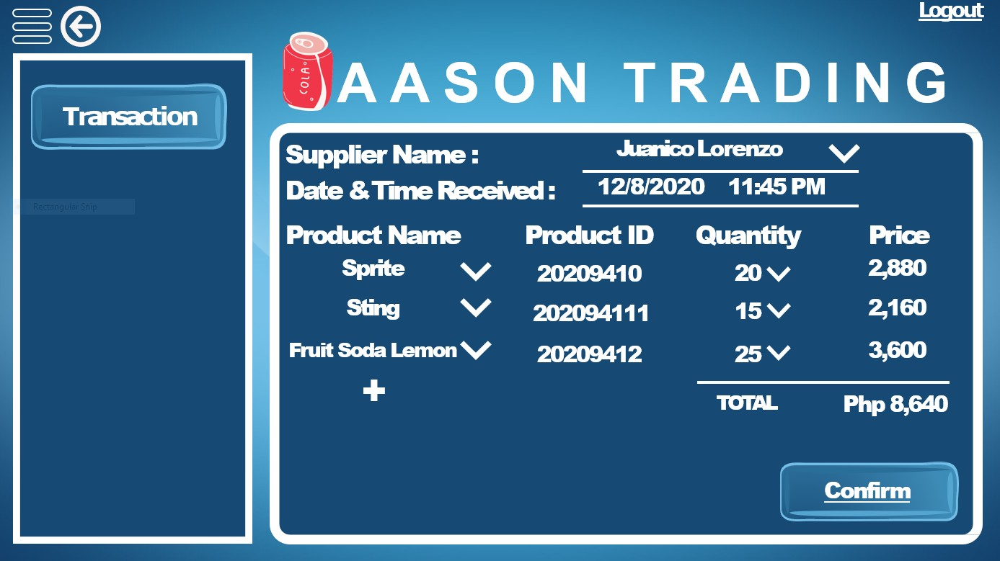 Logout
COLA
AASON TRADING
Transaction
Supplier Name : Juanico Lorenzo
Date & Time Received : 12/8/2020 11:45 PM
Rectangular Snip
Product Name Product ID Quantity Price
Sprite 20209410 20 2,880
Sting 202094111 15 2,160
Fruit Soda Lemon 20209412 25 3,600
TOTAL Php 8,640
Confirm